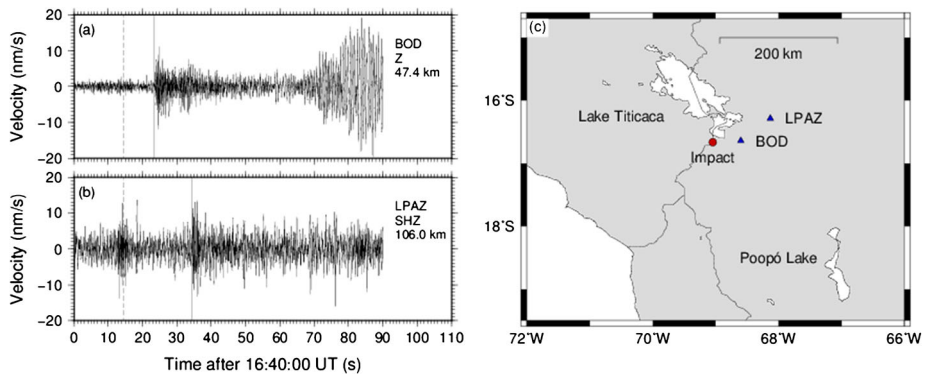 20
10
0
−10
−20
Velocity (nm/s)
(a)
BOD
Z
47.4 km
20
10
0
−10
−20
Velocity (nm/s)
(b)
LPAZ
SHZ
106.0 km
0 10 20 30 40 50 60 70 80 90 100 110
Time after 16:40:00 UT (s)
(c)
200 km
16˚S
18˚S
Lake Titicaca
LPAZ
BOD
Impact
Poopó Lake
72˚W 70˚W 68˚W 66˚W